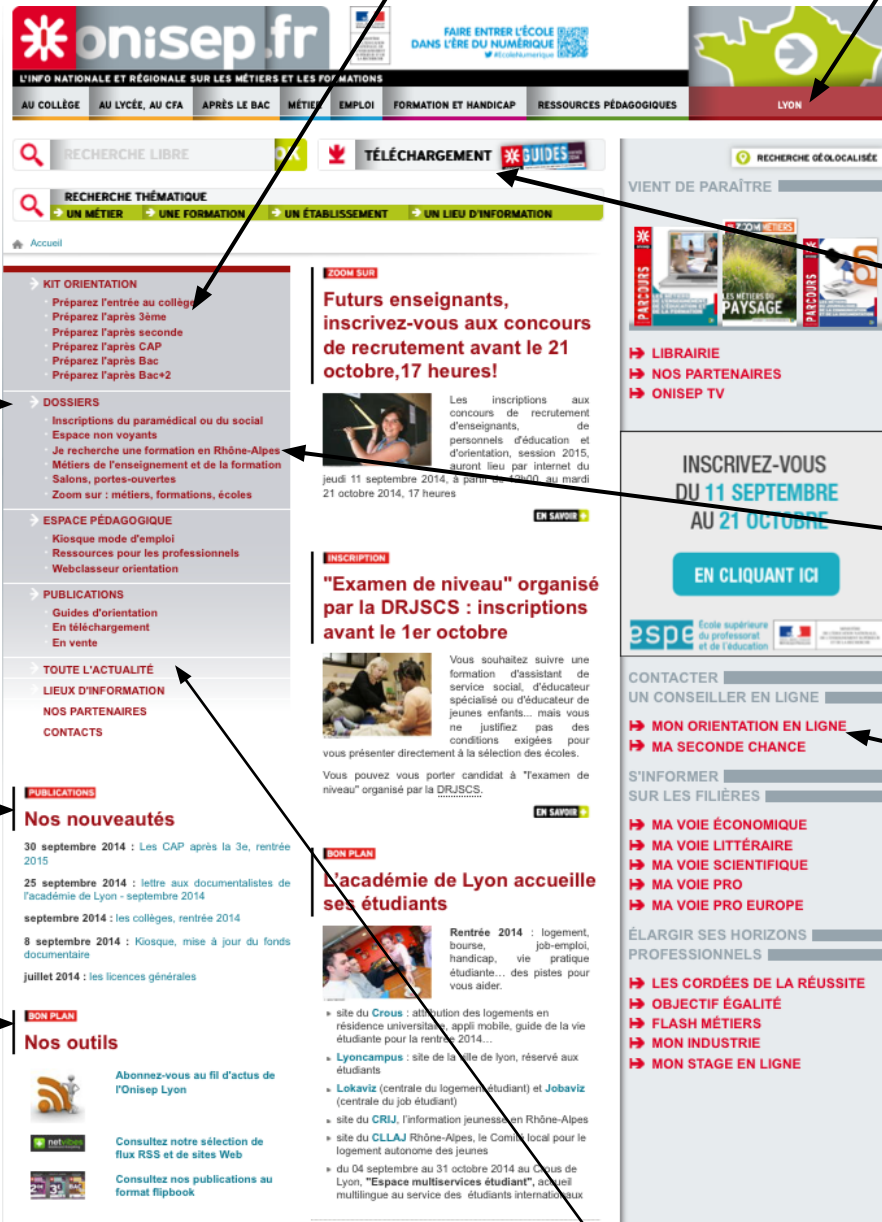 onisep.fr
FAIRE ENTRER L'ÉCOLE
DANS L'ÈRE DU NUMÉRIQUE
#EcoleNumerique
L'INFO NATIONALE ET RÉGIONALE SUR LES MÉTIERS ET LES FORMATIONS
AU COLLÈGE AU LYCÉE, AU CFA APRÈS LE BAC MÉTIER EMPLOI FORMATION ET HANDICAP RESSOURCES PÉDAGOGIQUES LYON
RECHERCHE LIBRE OK
TÉLÉCHARGEMENT GUIDES
RECHERCHE THÉMATIQUE
UN MÉTIER UNE FORMATION UN ÉTABLISSEMENT UN LIEU D'INFORMATION
Accueil
KIT ORIENTATION
Préparez l'entrée au collège
Préparez l'après 3ème
Préparez l'après seconde
Préparez l'après CAP
Préparez l'après Bac
Préparez l'après Bac+2
DOSSIERS
Inscriptions du paramédical ou du social
Espace non voyants
Je recherche une formation en Rhône-Alpes
Métiers de l'enseignement et de la formation
Salons, portes-ouvertes
Zoom sur : métiers, formations, écoles
ESPACE PÉDAGOGIQUE
Kiosque mode d'emploi
Ressources pour les professionnels
Webclasseur orientation
PUBLICATIONS
Guides d'orientation
En téléchargement
En vente
TOUTE L'ACTUALITÉ
LIEUX D'INFORMATION
NOS PARTENAIRES
CONTACTS
PUBLICATIONS
Nos nouveautés
30 septembre 2014 : Les CAP après la 3e, rentrée
2015
25 septembre 2014 : lettre aux documentalistes de
l'académie de Lyon - septembre 2014
septembre 2014 : les collèges, rentrée 2014
8 septembre 2014 : Kiosque, mise à jour du fonds
documentaire
juillet 2014 : les licences générales
BON PLAN
Nos outils
Abonnez-vous au fil d'actus de
l'Onisep Lyon
netvibes
Consultez notre sélection de
flux RSS et de sites Web
Consultez nos publications au
format flipbook
ZOOM SUR
Futurs enseignants,
inscrivez-vous aux concours
de recrutement avant le 21
octobre,17 heures!
Les inscriptions aux
concours de recrutement
d'enseignants, de
personnels d'éducation et
d'orientation, session 2015,
auront lieu par internet du
jeudi 11 septembre 2014, à partir de 12h00, au mardi
21 octobre 2014, 17 heures
EN SAVOIR +
INSCRIPTION
"Examen de niveau" organisé
par la DRJSCS : inscriptions
avant le 1er octobre
Vous souhaitez suivre une
formation d'assistant de
service social, d'éducateur
spécialisé ou d'éducateur de
jeunes enfants... mais vous
ne justifiez pas des
conditions exigées pour
vous présenter directement à la sélection des écoles.
Vous pouvez vous porter candidat à "l'examen de
niveau" organisé par la DRJSCS.
EN SAVOIR +
BON PLAN
L'académie de Lyon accueille
ses étudiants
Rentrée 2014 : logement,
bourse, job-emploi,
handicap, vie pratique
étudiante… des pistes pour
vous aider.
site du Crous : attribution des logements en
résidence universitaire, appli mobile, guide de la vie
étudiante pour la rentrée 2014…
Lyoncampus : site de la ville de lyon, réservé aux
étudiants
Lokaviz (centrale du logement étudiant) et Jobaviz
(centrale du job étudiant)
site du CRIJ, l'information jeunesse en Rhône-Alpes
site du CLLAJ Rhône-Alpes, le Comité local pour le
logement autonome des jeunes
du 04 septembre au 31 octobre 2014 au Crous de
Lyon, "Espace multiservices étudiant", accueil
multilingue au service des étudiants internationaux
RECHERCHE GÉOLOCALISÉE
VIENT DE PARAÎTRE
PARCOURS
ZOOM MÉTIERS
LES MÉTIERS DU
PAYSAGE
PARCOURS
LIBRAIRIE
NOS PARTENAIRES
ONISEP TV
INSCRIVEZ-VOUS
DU 11 SEPTEMBRE
AU 21 OCTOBRE
EN CLIQUANT ICI
espe École supérieure
du professorat
et de l'éducation
CONTACTER
UN CONSEILLER EN LIGNE
MON ORIENTATION EN LIGNE
MA SECONDE CHANCE
S'INFORMER
SUR LES FILIÈRES
MA VOIE ÉCONOMIQUE
MA VOIE LITTÉRAIRE
MA VOIE SCIENTIFIQUE
MA VOIE PRO
MA VOIE PRO EUROPE
ÉLARGIR SES HORIZONS
PROFESSIONNELS
LES CORDÉES DE LA RÉUSSITE
OBJECTIF ÉGALITÉ
FLASH MÉTIERS
MON INDUSTRIE
MON STAGE EN LIGNE